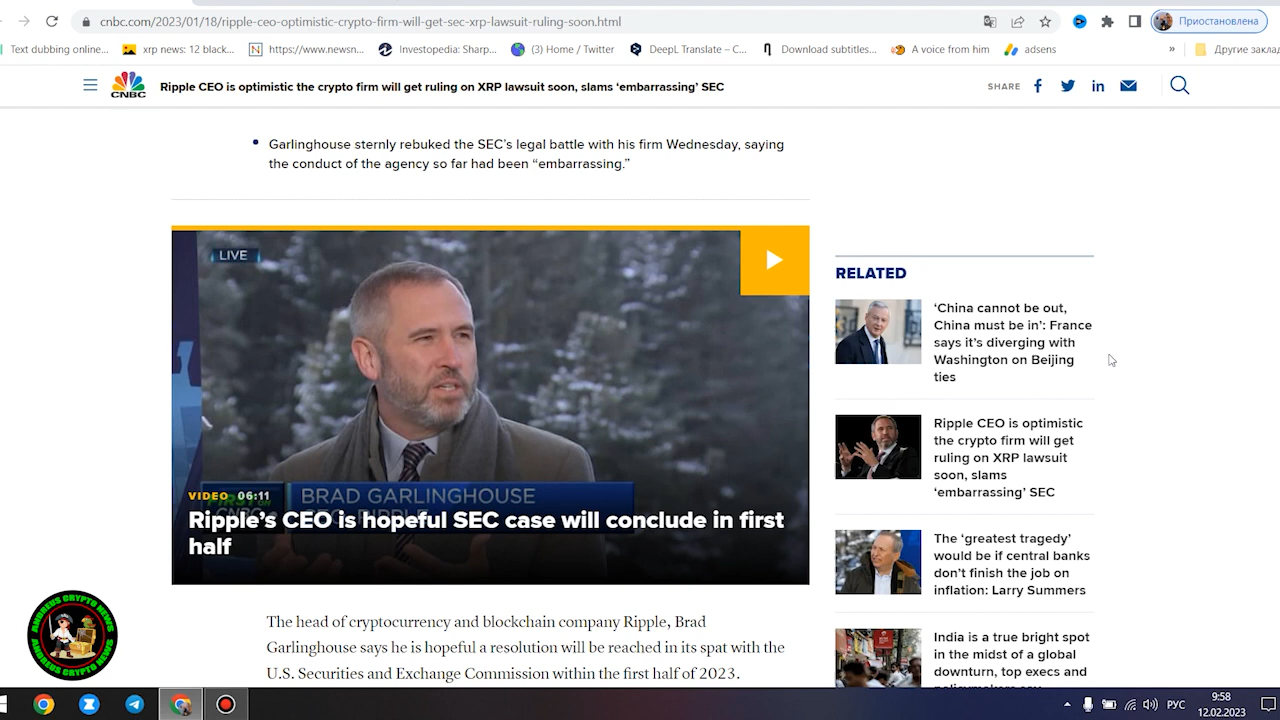 cnbc.com/2023/01/18/ripple-ceo-optimistic-crypto-firm-will-get-sec-xrp-lawsuit-ruling-soon.html
Приостановлена
Text dubbing online...
xrp news: 12 black...
https://www.newsn...
Investopedia: Sharp...
(3) Home / Twitter
DeepL Translate – C...
Download subtitles...
A voice from him
adsens
»
Другие закла
CNBC
Ripple CEO is optimistic the crypto firm will get ruling on XRP lawsuit soon, slams ‘embarrassing’ SEC
SHARE
Garlinghouse sternly rebuked the SEC’s legal battle with his firm Wednesday, saying
the conduct of the agency so far had been “embarrassing.”
LIVE
BRAD GARLINGHOUSE
VIDEO 06:11
Ripple’s CEO is hopeful SEC case will conclude in first
half
The head of cryptocurrency and blockchain company Ripple, Brad
Garlinghouse says he is hopeful a resolution will be reached in its spat with the
U.S. Securities and Exchange Commission within the first half of 2023.
RELATED
‘China cannot be out,
China must be in’: France
says it’s diverging with
Washington on Beijing
ties
Ripple CEO is optimistic
the crypto firm will get
ruling on XRP lawsuit
soon, slams
‘embarrassing’ SEC
The ‘greatest tragedy’
would be if central banks
don’t finish the job on
inflation: Larry Summers
India is a true bright spot
in the midst of a global
downturn, top execs and
ANDREUS CRYPTO NEWS
ANDREUS CRYPTO NEWS
РУС
9:58
12.02.2023